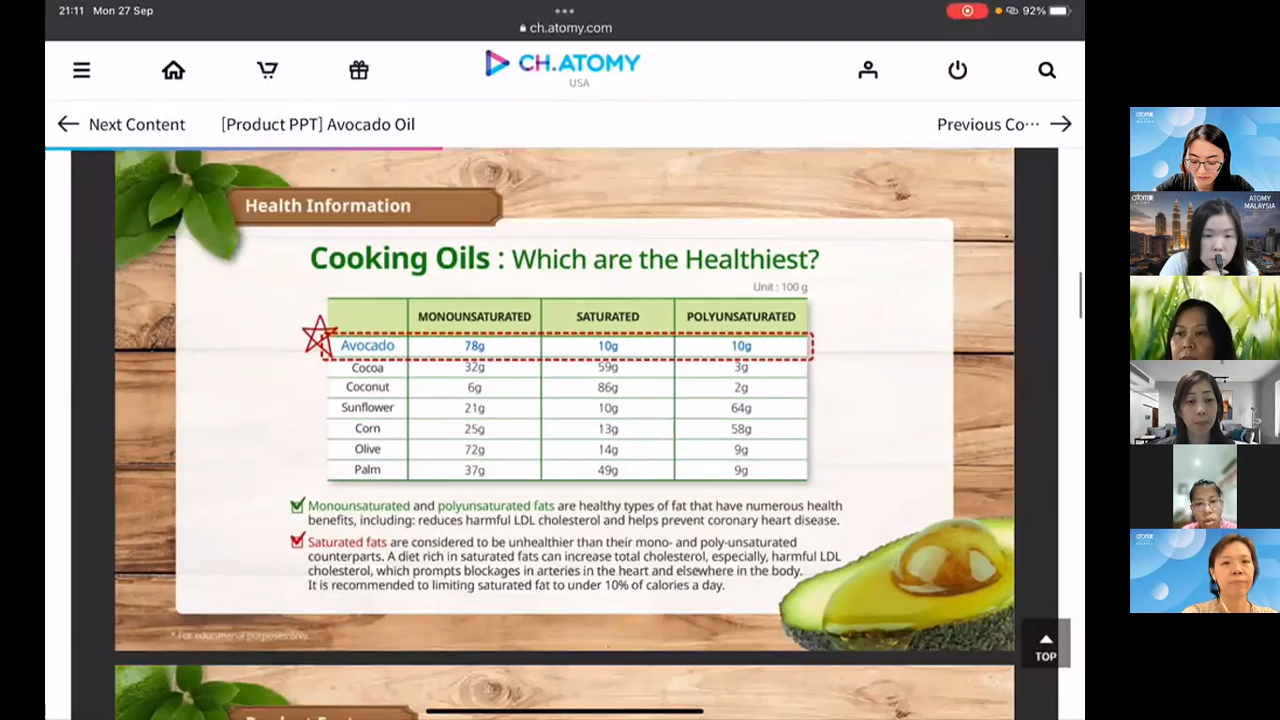 21:11 Mon 27 Sep
92%
ch.atomy.com
CH.ATOMY
USA
Next Content
[Product PPT] Avocado Oil
Previous Co···
Health Information
Cooking Oils : Which are the Healthiest?
Unit : 100 g
MONOUNSATURATED SATURATED POLYUNSATURATED
Avocado 78g 10g 10g
Cocoa 32g 59g 3g
Coconut 6g 86g 2g
Sunflower 21g 10g 64g
Corn 25g 13g 58g
Olive 72g 14g 9g
Palm 37g 49g 9g
Monounsaturated and polyunsaturated fats are healthy types of fat that have numerous health
benefits, including: reduces harmful LDL cholesterol and helps prevent coronary heart disease.
Saturated fats are considered to be unhealthier than their mono- and poly-unsaturated
counterparts. A diet rich in saturated fats can increase total cholesterol, especially, harmful LDL
cholesterol, which prompts blockages in arteries in the heart and elsewhere in the body.
It is recommended to limiting saturated fat to under 10% of calories a day.
* For educational purposes only.
TOP
ATOMY
MALAYSIA